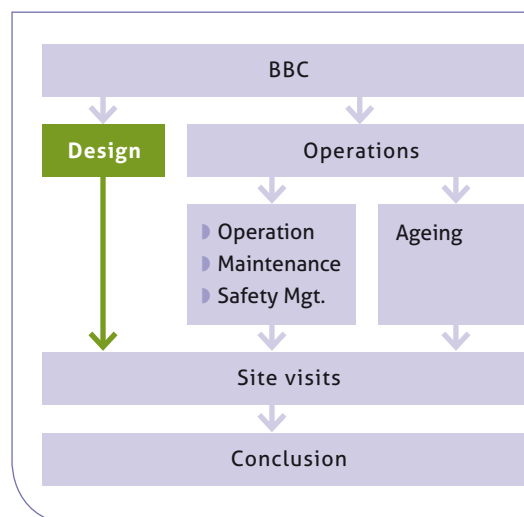 BBC
Design
Operations
Operation
Maintenance
Safety Mgt.
Ageing
Site visits
Conclusion